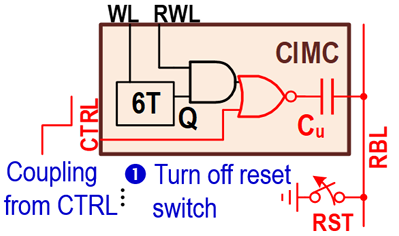 WL RWL
CIMC
6T
Q
Cu
CTRL
RBL
Coupling
from CTRL
⋮
❶ Turn off reset
switch
RST